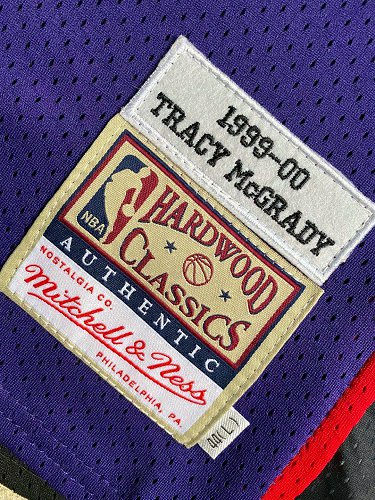 1999-00
TRACY McGRADY
NBA
HARDWOOD
CLASSICS
AUTHENTIC
NOSTALGIA CO.
Mitchell & Ness
PHILADELPHIA, PA.